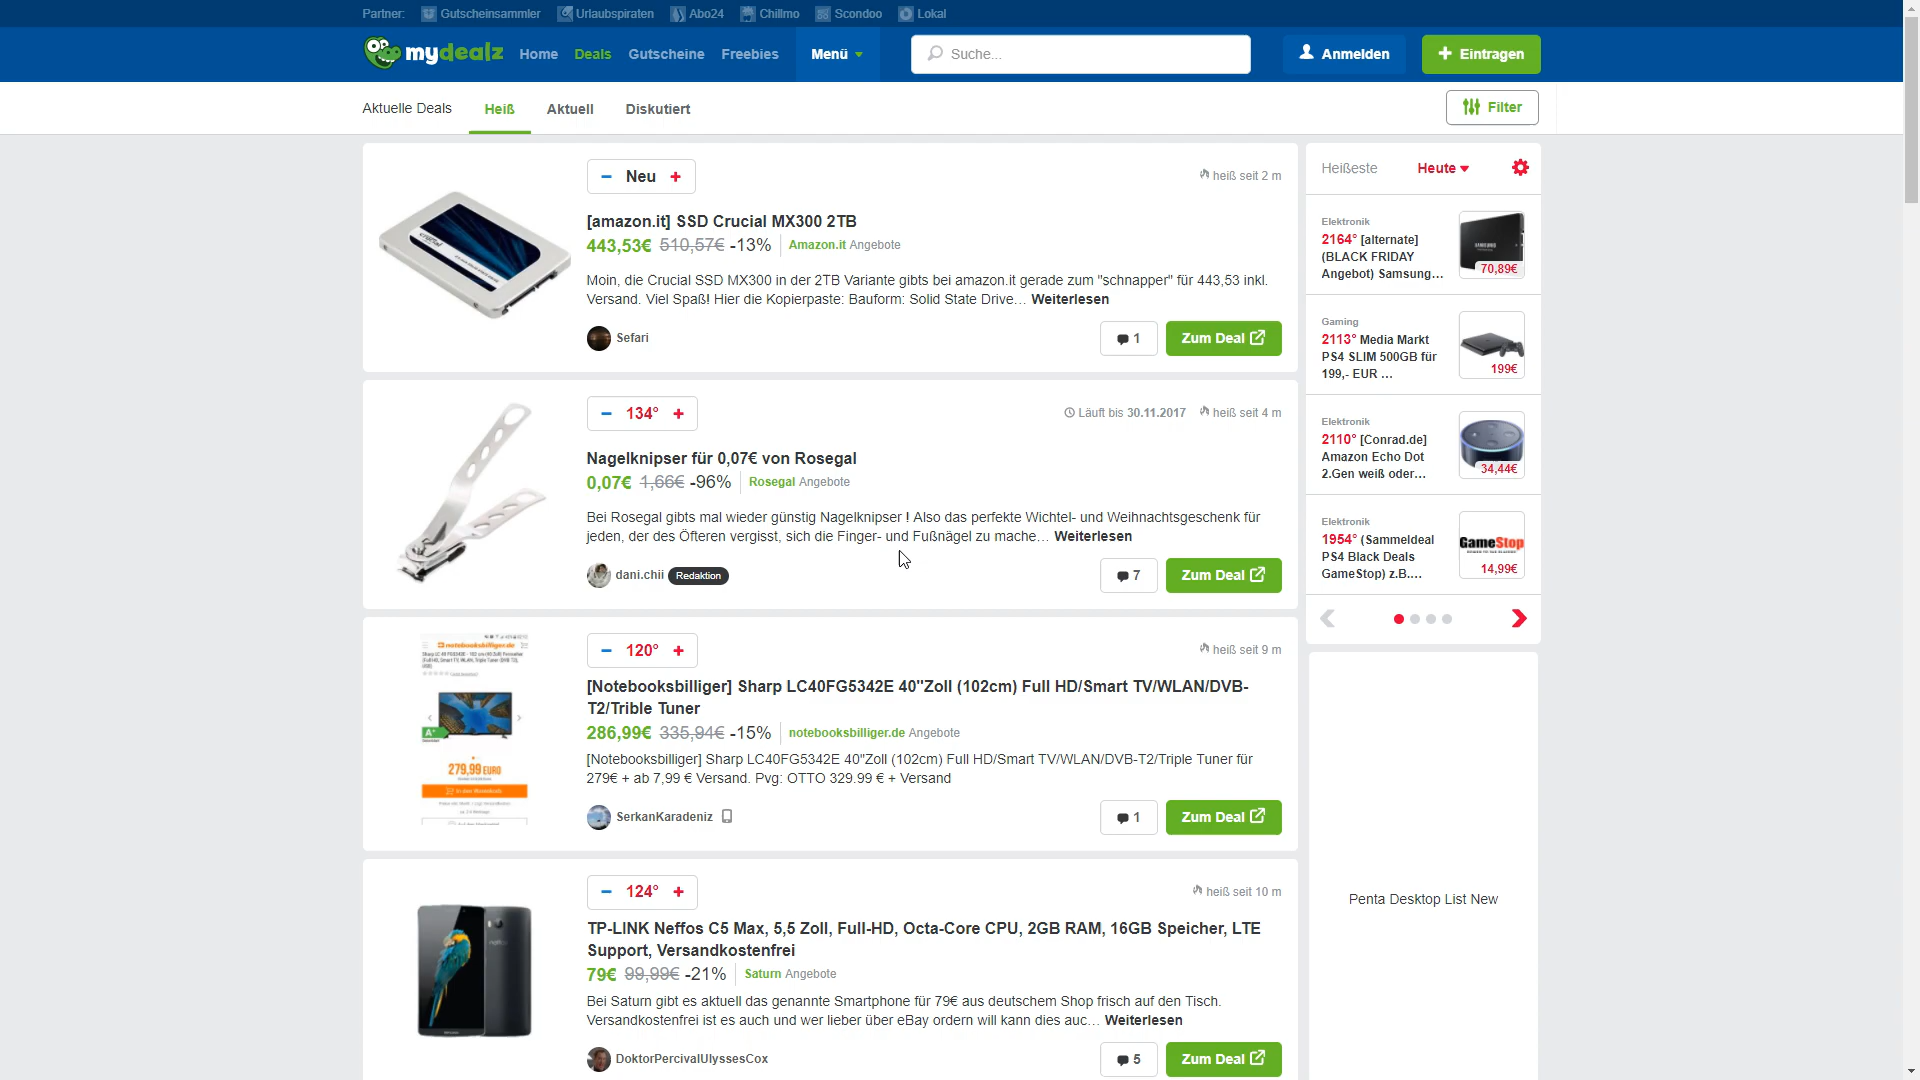 Partner: Gutscheinsammler Urlaubspiraten Abo24 Chillmo Scondoo Lokal
mydealz Home Deals Gutscheine Freebies Menü Suche... Anmelden Eintragen
Aktuelle Deals Heiß Aktuell Diskutiert Filter
Neu heiß seit 2 m
[amazon.it] SSD Crucial MX300 2TB
443,53€ 510,57€ -13% Amazon.it Angebote
Moin, die Crucial SSD MX300 in der 2TB Variante gibts bei amazon.it gerade zum "schnapper" für 443,53 inkl.
Versand. Viel Spaß! Hier die Kopierpaste: Bauform: Solid State Drive… Weiterlesen
Sefari 1 Zum Deal
134° Läuft bis 30.11.2017 heiß seit 4 m
Nagelknipser für 0,07€ von Rosegal
0,07€ 1,66€ -96% Rosegal Angebote
Bei Rosegal gibts mal wieder günstig Nagelknipser ! Also das perfekte Wichtel- und Weihnachtsgeschenk für
jeden, der des Öfteren vergisst, sich die Finger- und Fußnägel zu mache… Weiterlesen
dani.chii Redaktion 7 Zum Deal
notebooksbilliger.de
A+
279,99 EURO
In den Warenkorb
120° heiß seit 9 m
[Notebooksbilliger] Sharp LC40FG5342E 40"Zoll (102cm) Full HD/Smart TV/WLAN/DVB-
T2/Trible Tuner
286,99€ 335,94€ -15% notebooksbilliger.de Angebote
[Notebooksbilliger] Sharp LC40FG5342E 40"Zoll (102cm) Full HD/Smart TV/WLAN/DVB-T2/Triple Tuner für
279€ + ab 7,99 € Versand. Pvg: OTTO 329.99 € + Versand
SerkanKaradeniz 1 Zum Deal
124° heiß seit 10 m
TP-LINK Neffos C5 Max, 5,5 Zoll, Full-HD, Octa-Core CPU, 2GB RAM, 16GB Speicher, LTE
Support, Versandkostenfrei
79€ 99,99€ -21% Saturn Angebote
Bei Saturn gibt es aktuell das genannte Smartphone für 79€ aus deutschem Shop frisch auf den Tisch.
Versandkostenfrei ist es auch und wer lieber über eBay ordern will kann dies auc… Weiterlesen
DoktorPercivalUlyssesCox 5 Zum Deal
Heißeste Heute
Elektronik
2164° [alternate]
(BLACK FRIDAY
Angebot) Samsung…
SAMSUNG
70,89€
Gaming
2113° Media Markt
PS4 SLIM 500GB für
199,- EUR …
199€
Elektronik
2110° [Conrad.de]
Amazon Echo Dot
2.Gen weiß oder…
34,44€
Elektronik
1954° (Sammeldeal
PS4 Black Deals
GameStop) z.B.…
GameStop
14,99€
Penta Desktop List New